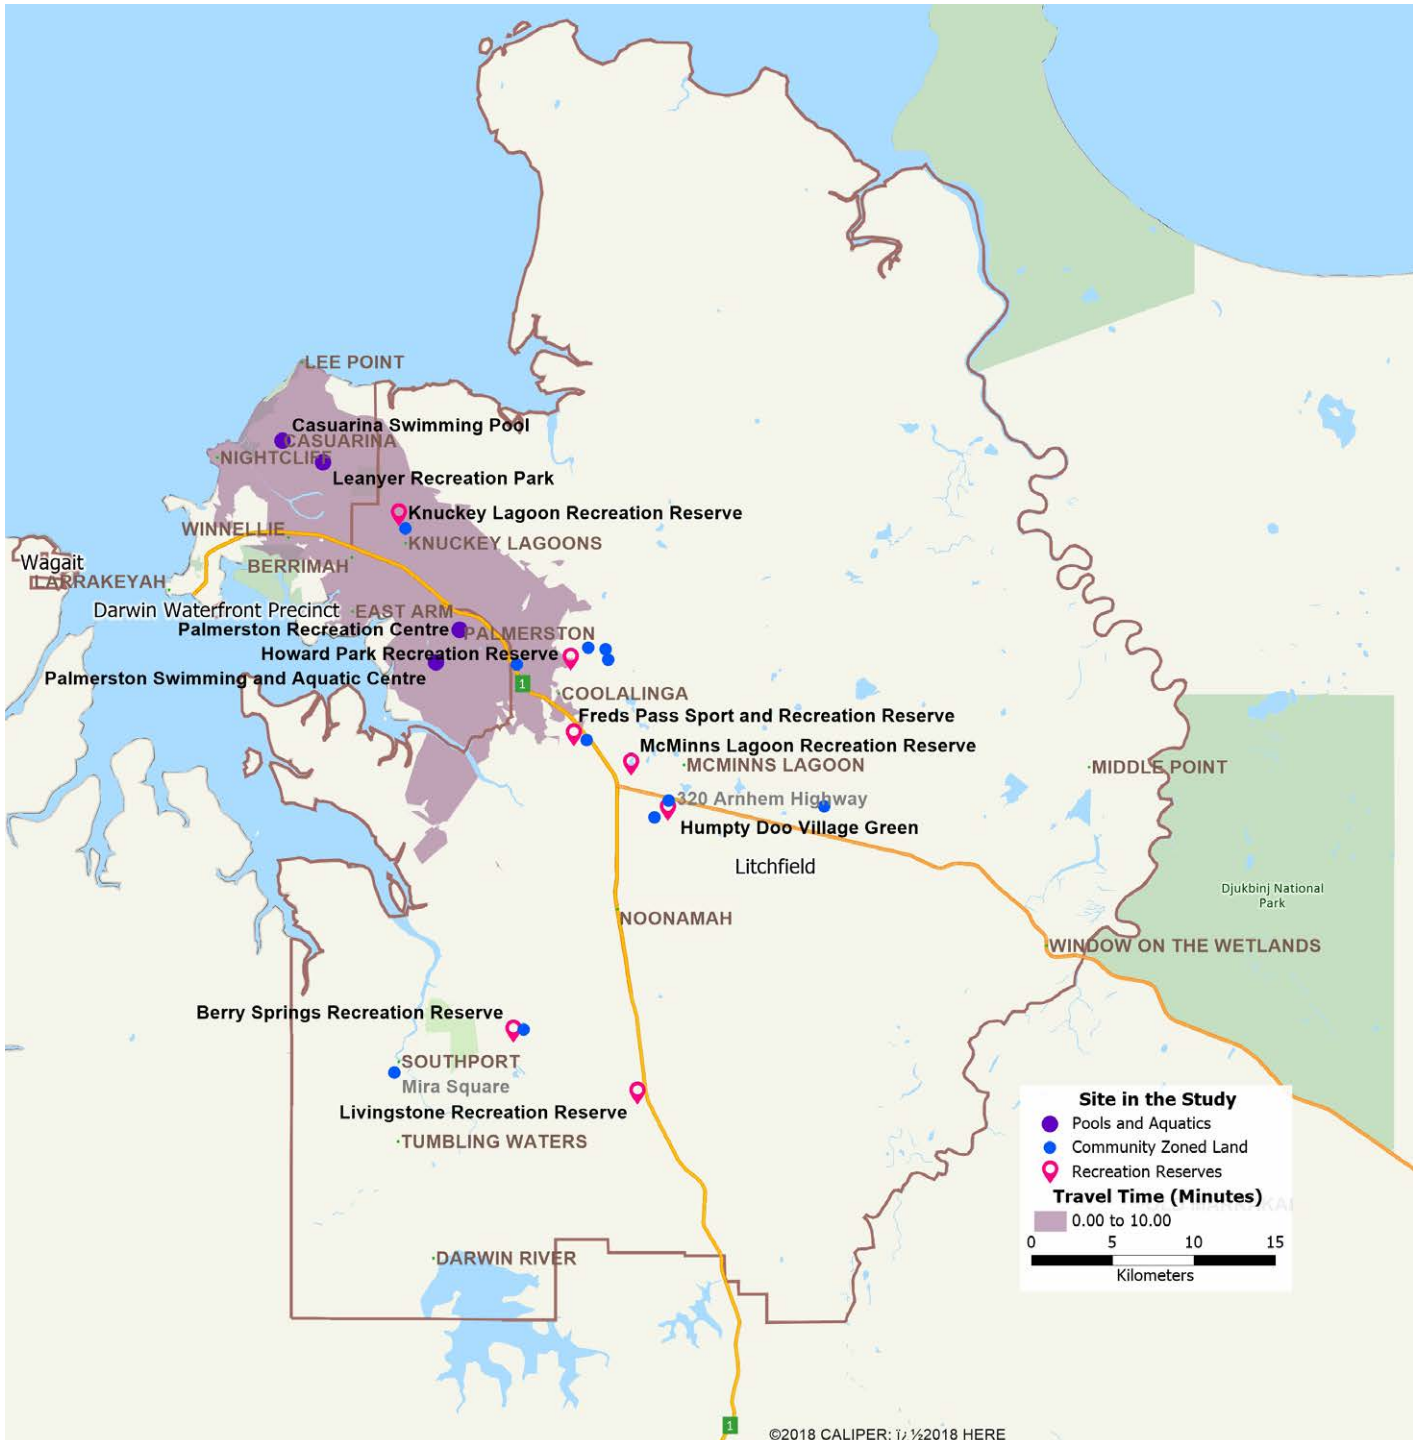 LEE POINT
Casuarina Swimming Pool
CASUARINA
NIGHTCLIFF
Leanyer Recreation Park
Knuckey Lagoon Recreation Reserve
WINNELLIE
KNUCKEY LAGOONS
Wagait
BERRIMAH
LARRAKEYAH
Darwin Waterfront Precinct
EAST ARM
Palmerston Recreation Centre
PALMERSTON
Howard Park Recreation Reserve
Palmerston Swimming and Aquatic Centre
1
COOLALINGA
Freds Pass Sport and Recreation Reserve
McMinns Lagoon Recreation Reserve
MCMINNS LAGOON
MIDDLE POINT
320 Arnhem Highway
Humpty Doo Village Green
Litchfield
Djukbinj National
Park
NOONAMAH
WINDOW ON THE WETLANDS
Berry Springs Recreation Reserve
SOUTHPORT
Mira Square
Livingstone Recreation Reserve
TUMBLING WATERS
DARWIN RIVER
Site in the Study
Pools and Aquatics
Community Zoned Land
Recreation Reserves
Travel Time (Minutes)
0.00 to 10.00
0 5 10 15
Kilometers
1
©2018 CALIPER; ï¿½2018 HERE